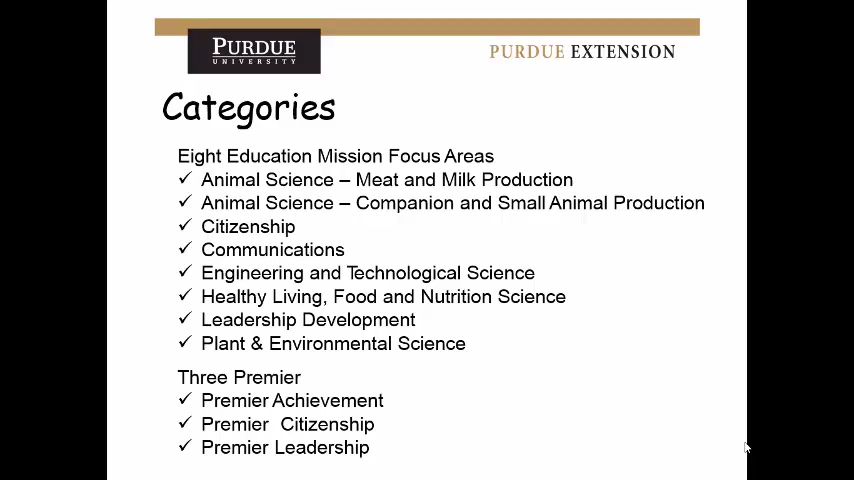 PURDUE
UNIVERSITY
PURDUE EXTENSION
Categories
Eight Education Mission Focus Areas
✓ Animal Science – Meat and Milk Production
✓ Animal Science – Companion and Small Animal Production
✓ Citizenship
✓ Communications
✓ Engineering and Technological Science
✓ Healthy Living, Food and Nutrition Science
✓ Leadership Development
✓ Plant & Environmental Science
Three Premier
✓ Premier Achievement
✓ Premier Citizenship
✓ Premier Leadership